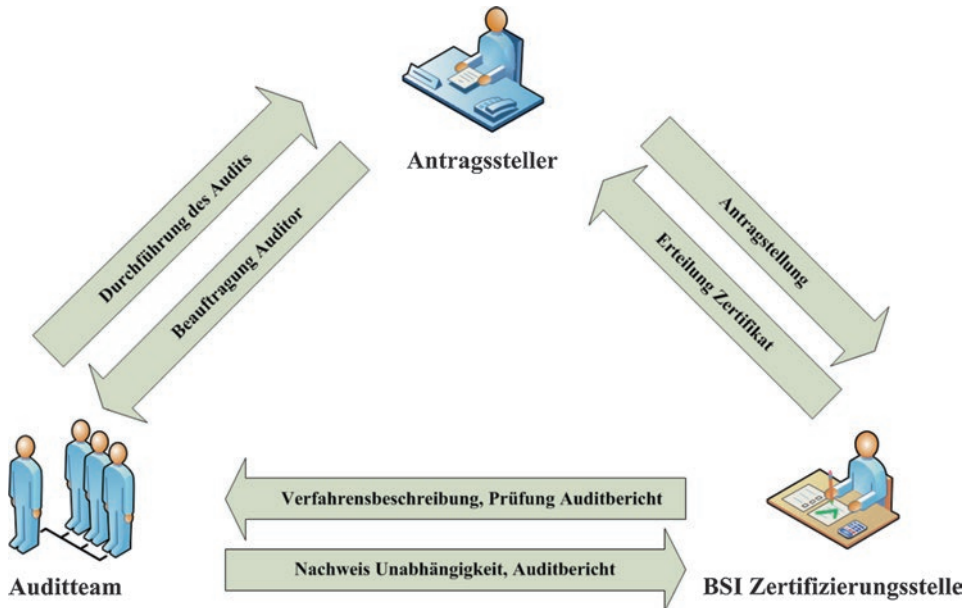 Antragssteller
Durchführung des Audits
Beauftragung Auditor
Antragstellung
Erteilung Zertifikat
Verfahrensbeschreibung, Prüfung Auditbericht
Nachweis Unabhängigkeit, Auditbericht
Auditteam
BSI Zertifizierungsstelle